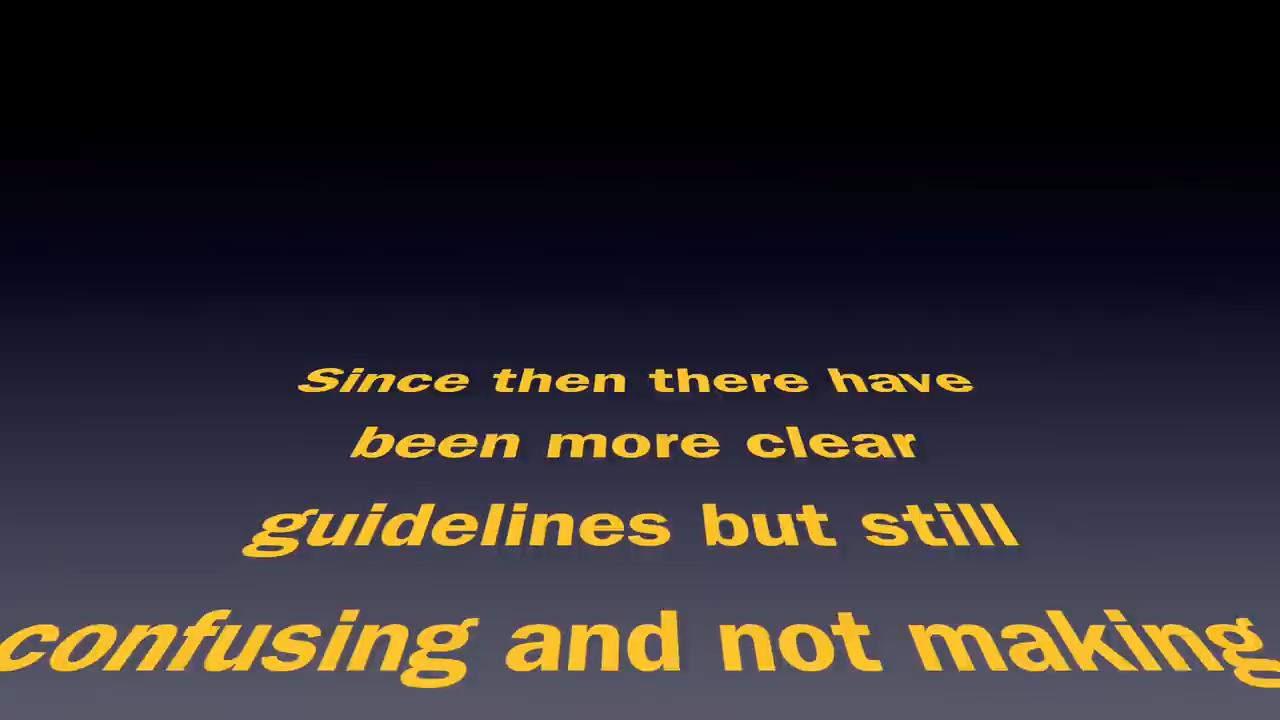 Since then there have
been more clear
guidelines but still
confusing and not making